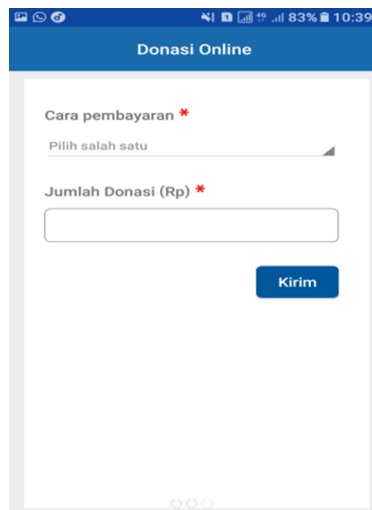 83% 10:39
Donasi Online
Cara pembayaran *
Pilih salah satu
Jumlah Donasi (Rp) *
Kirim